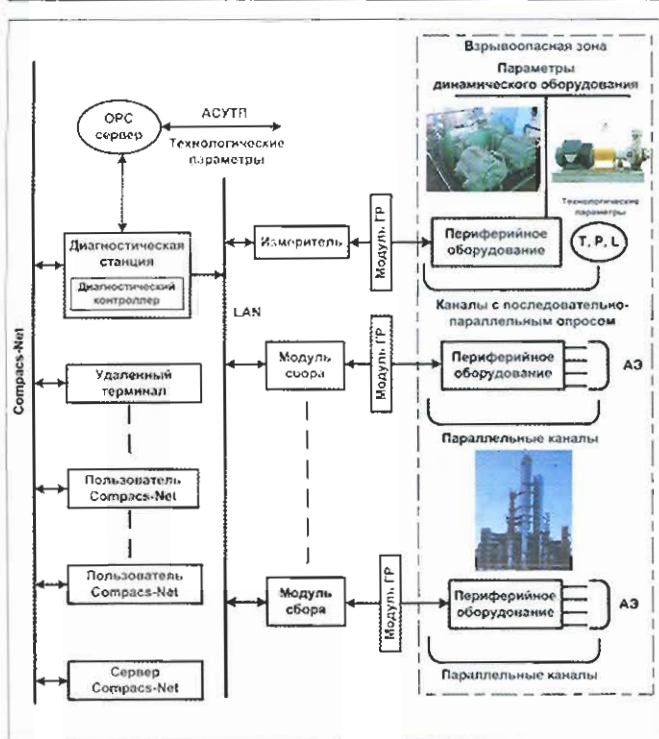 Взрывоопасная зона
Параметры
динамического оборудования
ОРС
сервер
АСУТП
Технологические
параметры
Технологические
параметры
Диагностическая
станция
Диагностический
контроллер
Измеритель
Модуль ГР
Периферийное
оборудование
T, P, L
LAN
Каналы с последовательно-
параллельным опросом
Compacs-Net
Удаленный
терминал
Модуль
сбора
Модуль ГР
Периферийное
оборудование
АЭ
Параллельные каналы
Пользователь
Compacs-Net
Пользователь
Compacs-Net
Модуль
сбора
Модуль ГР
Периферийное
оборудование
АЭ
Сервер
Compacs-Net
Параллельные каналы